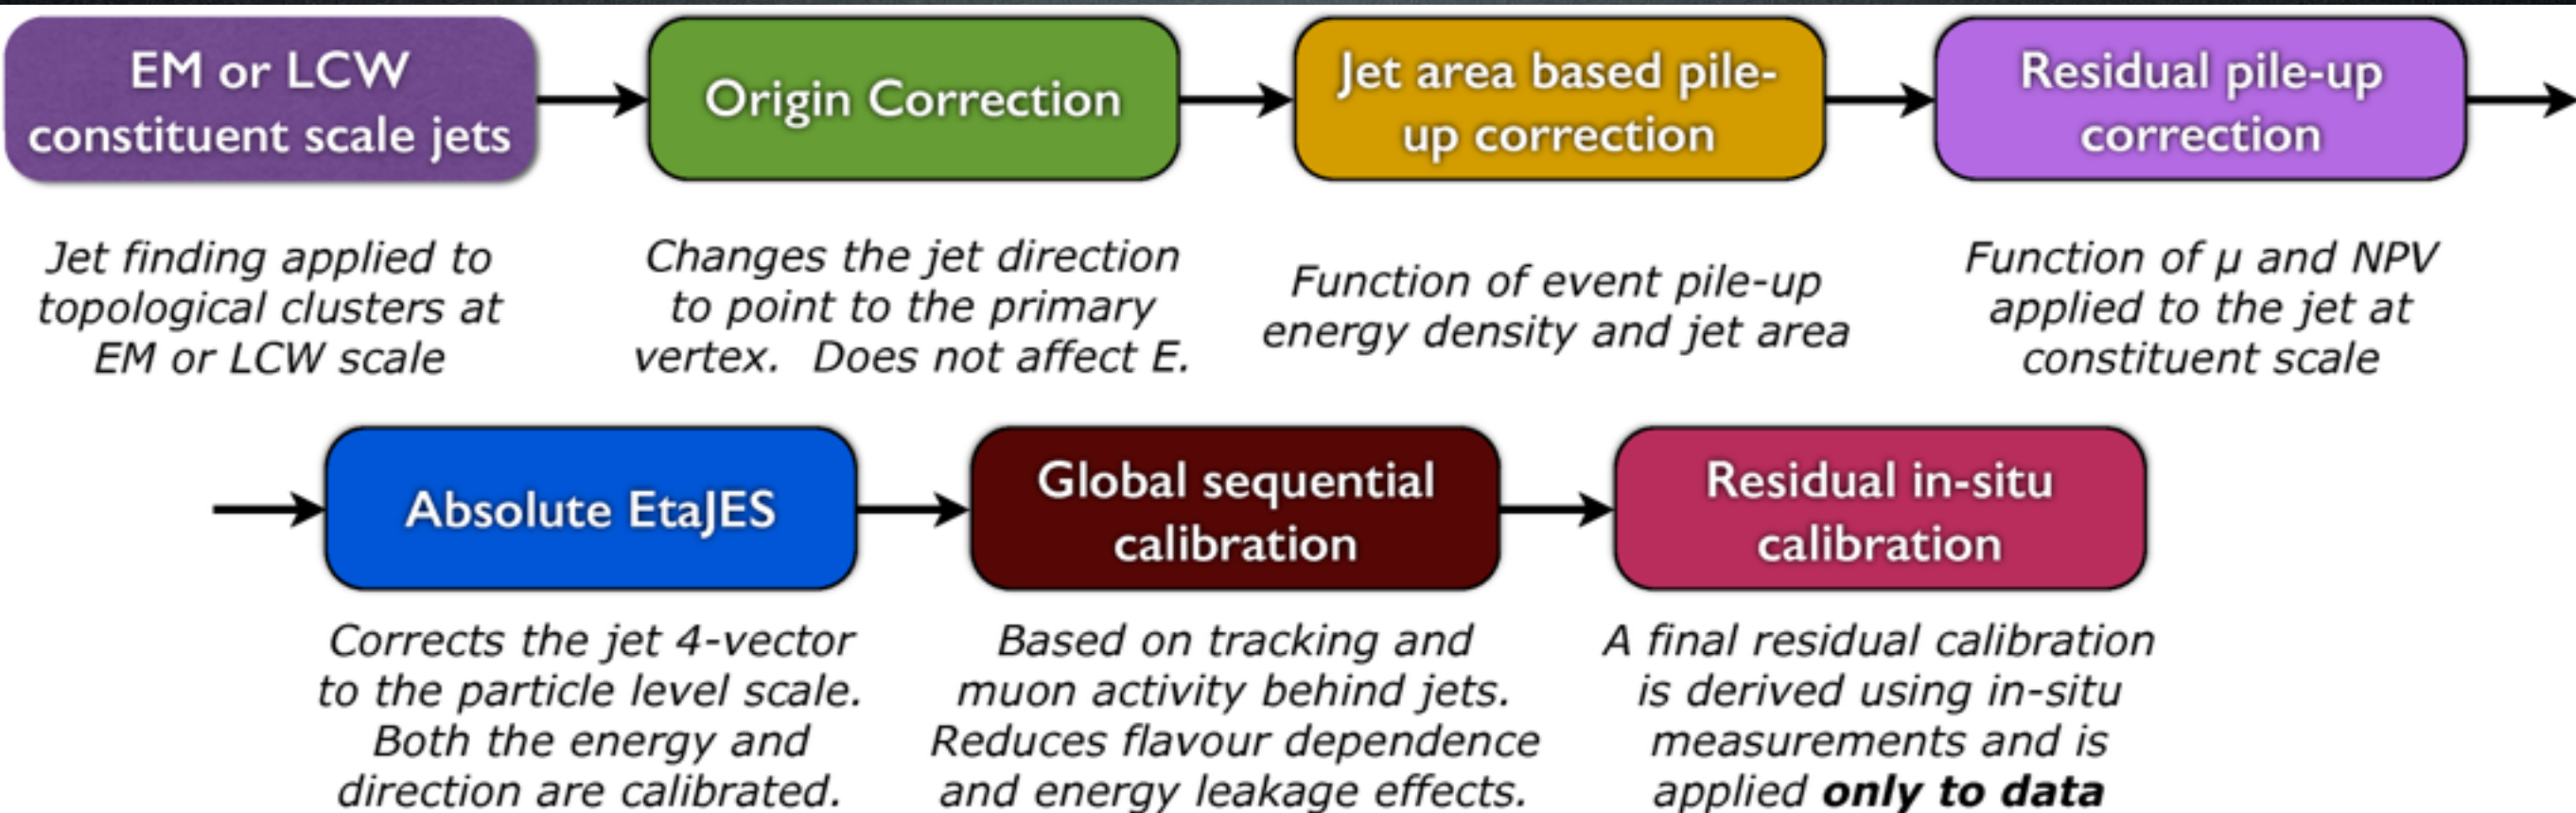 EM or LCW
constituent scale jets
Origin Correction
Jet area based pile-
up correction
Residual pile-up
correction
Jet finding applied to
topological clusters at
EM or LCW scale
Changes the jet direction
to point to the primary
vertex. Does not affect E.
Function of event pile-up
energy density and jet area
Function of µ and NPV
applied to the jet at
constituent scale
Absolute EtaJES
Global sequential
calibration
Residual in-situ
calibration
Corrects the jet 4-vector
to the particle level scale.
Both the energy and
direction are calibrated.
Based on tracking and
muon activity behind jets.
Reduces flavour dependence
and energy leakage effects.
A final residual calibration
is derived using in-situ
measurements and is
applied only to data